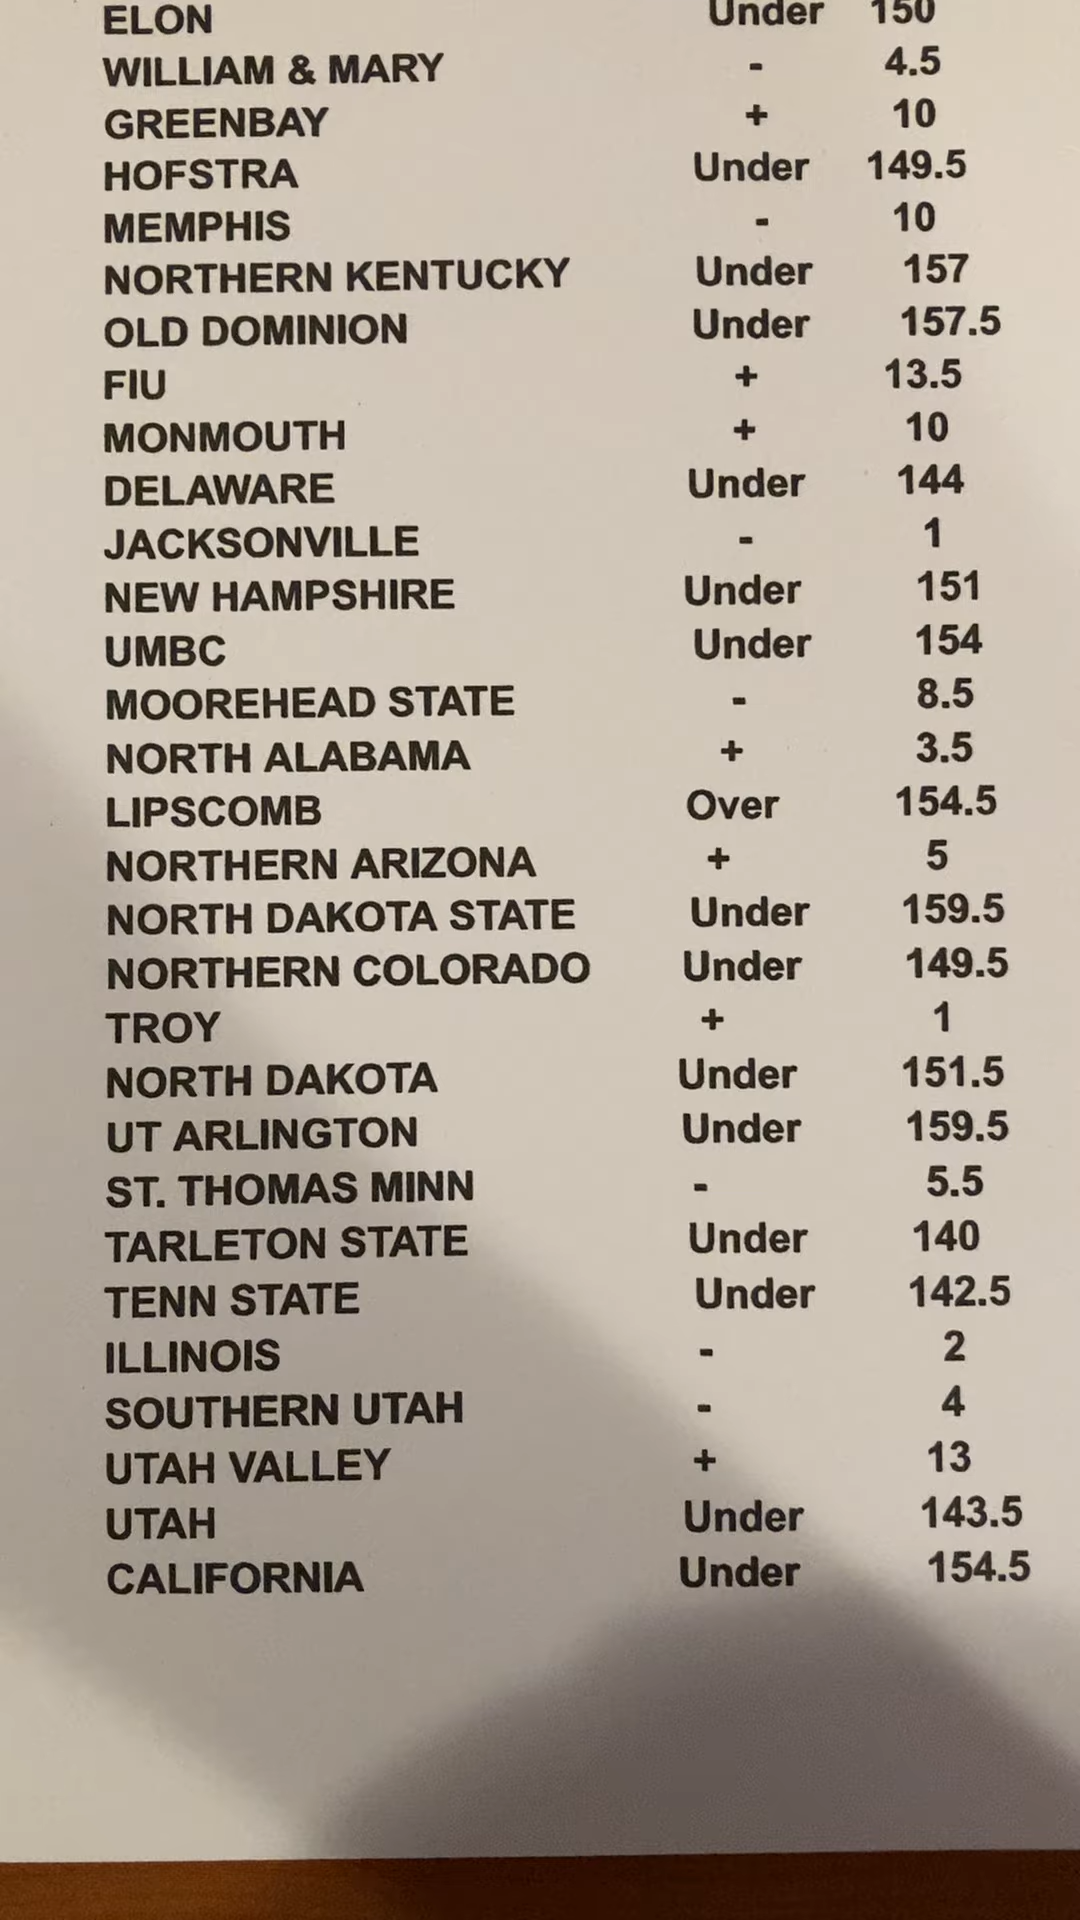 ELON Under 150
WILLIAM & MARY - 4.5
GREENBAY + 10
HOFSTRA Under 149.5
MEMPHIS - 10
NORTHERN KENTUCKY Under 157
OLD DOMINION Under 157.5
FIU + 13.5
MONMOUTH + 10
DELAWARE Under 144
JACKSONVILLE - 1
NEW HAMPSHIRE Under 151
UMBC Under 154
MOOREHEAD STATE - 8.5
NORTH ALABAMA + 3.5
LIPSCOMB Over 154.5
NORTHERN ARIZONA + 5
NORTH DAKOTA STATE Under 159.5
NORTHERN COLORADO Under 149.5
TROY + 1
NORTH DAKOTA Under 151.5
UT ARLINGTON Under 159.5
ST. THOMAS MINN - 5.5
TARLETON STATE Under 140
TENN STATE Under 142.5
ILLINOIS - 2
SOUTHERN UTAH - 4
UTAH VALLEY + 13
UTAH Under 143.5
CALIFORNIA Under 154.5